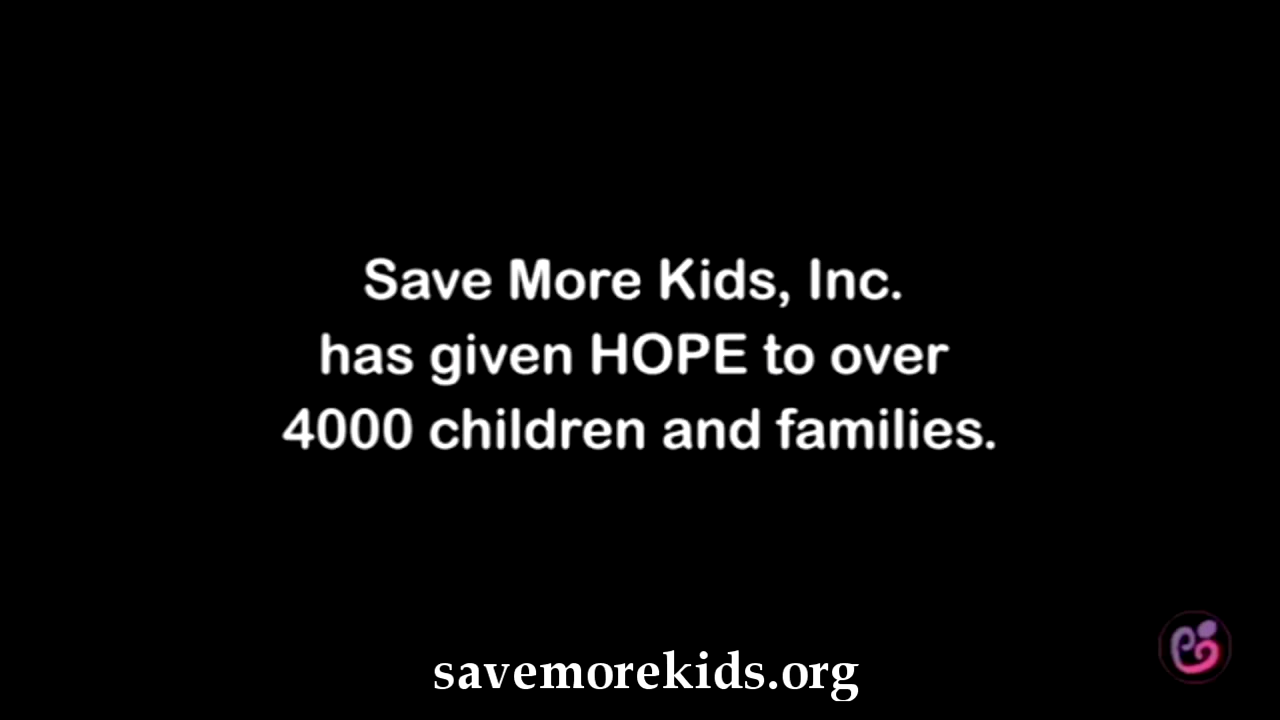 Save More Kids, Inc.
has given HOPE to over
4000 children and families.
savemorekids.org